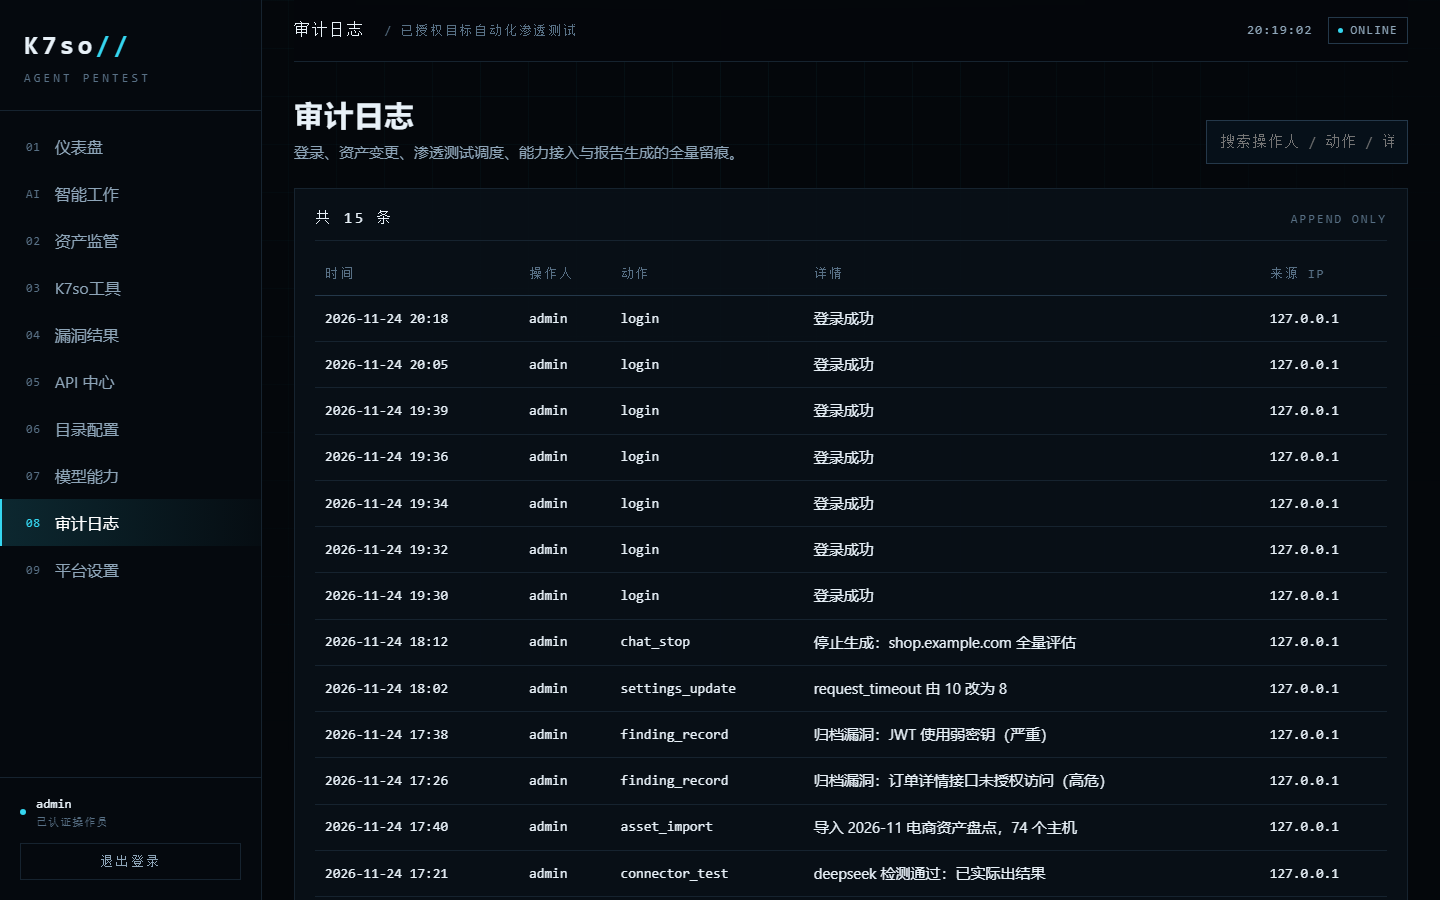 K7so//
AGENT PENTEST
01 仪表盘
AI 智能工作
02 资产监管
03 K7so工具
04 漏洞结果
05 API 中心
06 目录配置
07 模型能力
08 审计日志
09 平台设置
admin
已认证操作员
退出登录
审计日志 / 已授权目标自动化渗透测试
20:19:02 ONLINE
审计日志
登录、资产变更、渗透测试调度、能力接入与报告生成的全量留痕。
搜索操作人 / 动作 / 详
共 15 条
APPEND ONLY
时间 操作人 动作 详情 来源 IP
2026-11-24 20:18 admin login 登录成功 127.0.0.1
2026-11-24 20:05 admin login 登录成功 127.0.0.1
2026-11-24 19:39 admin login 登录成功 127.0.0.1
2026-11-24 19:36 admin login 登录成功 127.0.0.1
2026-11-24 19:34 admin login 登录成功 127.0.0.1
2026-11-24 19:32 admin login 登录成功 127.0.0.1
2026-11-24 19:30 admin login 登录成功 127.0.0.1
2026-11-24 18:12 admin chat_stop 停止生成：shop.example.com 全量评估 127.0.0.1
2026-11-24 18:02 admin settings_update request_timeout 由 10 改为 8 127.0.0.1
2026-11-24 17:38 admin finding_record 归档漏洞：JWT 使用弱密钥（严重） 127.0.0.1
2026-11-24 17:26 admin finding_record 归档漏洞：订单详情接口未授权访问（高危） 127.0.0.1
2026-11-24 17:40 admin asset_import 导入 2026-11 电商资产盘点，74 个主机 127.0.0.1
2026-11-24 17:21 admin connector_test deepseek 检测通过：已实际出结果 127.0.0.1